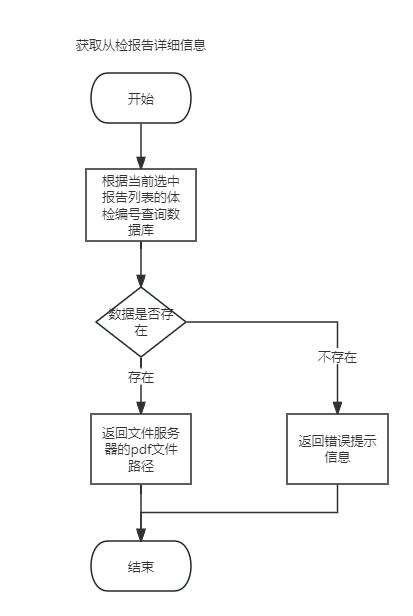 获取从检报告详细信息
开始
根据当前选中
报告列表的体
检编号查询数
据库
数据是否存
在
不存在
存在
返回文件服务
器的pdf文件
路径
返回错误提示
信息
结束